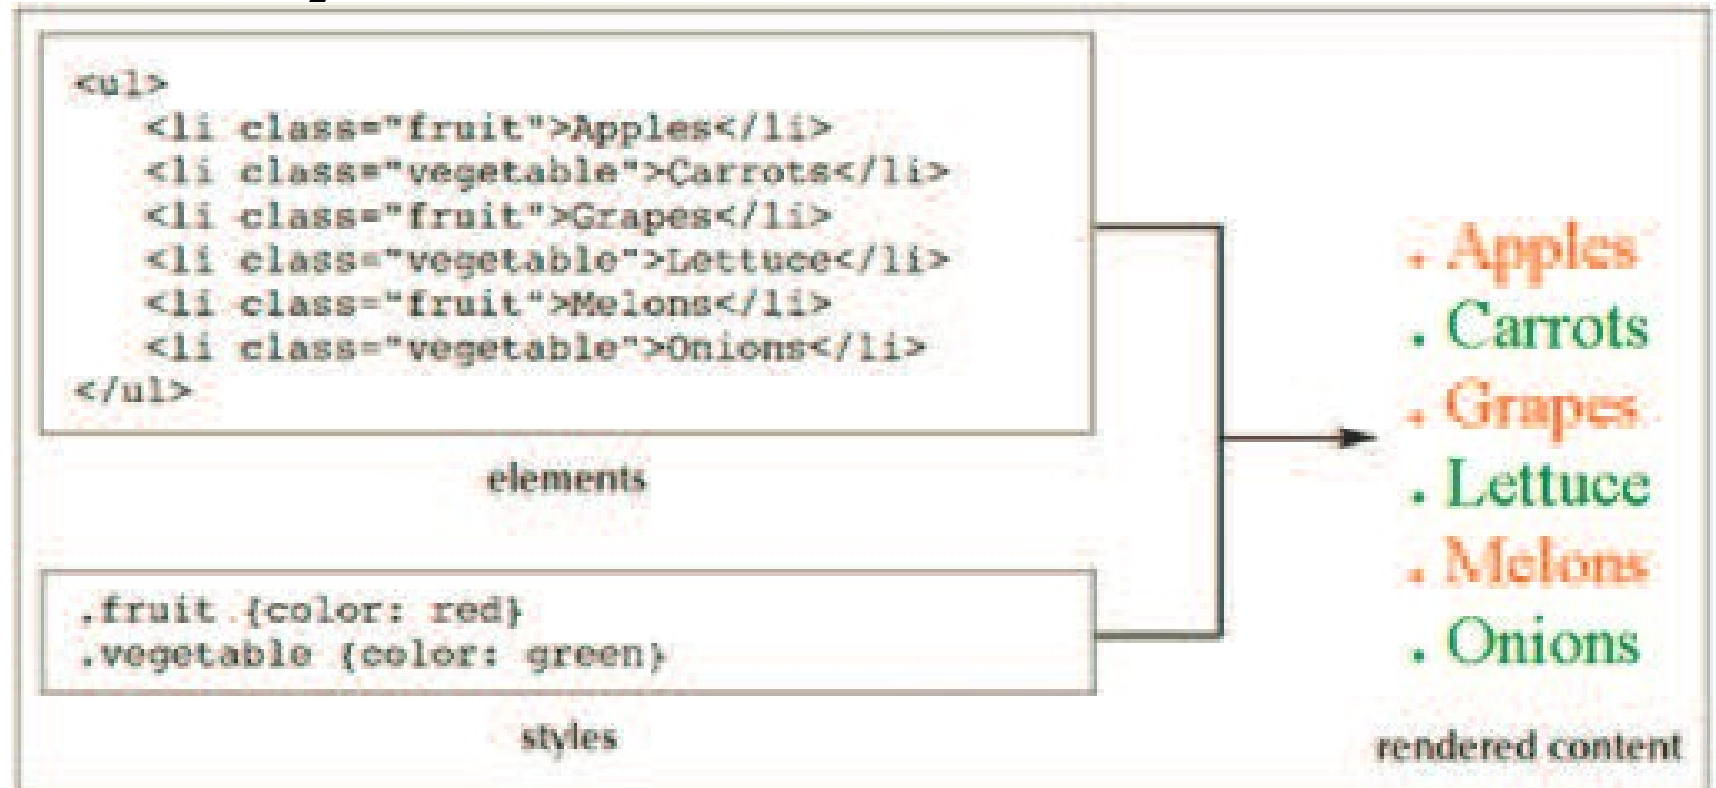 <ul>
<li class="fruit">Apples</li>
<li class="vegetable">Carrots</li>
<li class="fruit">Grapes</li>
<li class="vegetable">Lettuce</li>
<li class="fruit">Melons</li>
<li class="vegetable">Onions</li>
</ul>
elements
.fruit {color: red}
.vegetable {color: green}
styles
. Apples
. Carrots
. Grapes
. Lettuce
. Melons
. Onions
rendered content